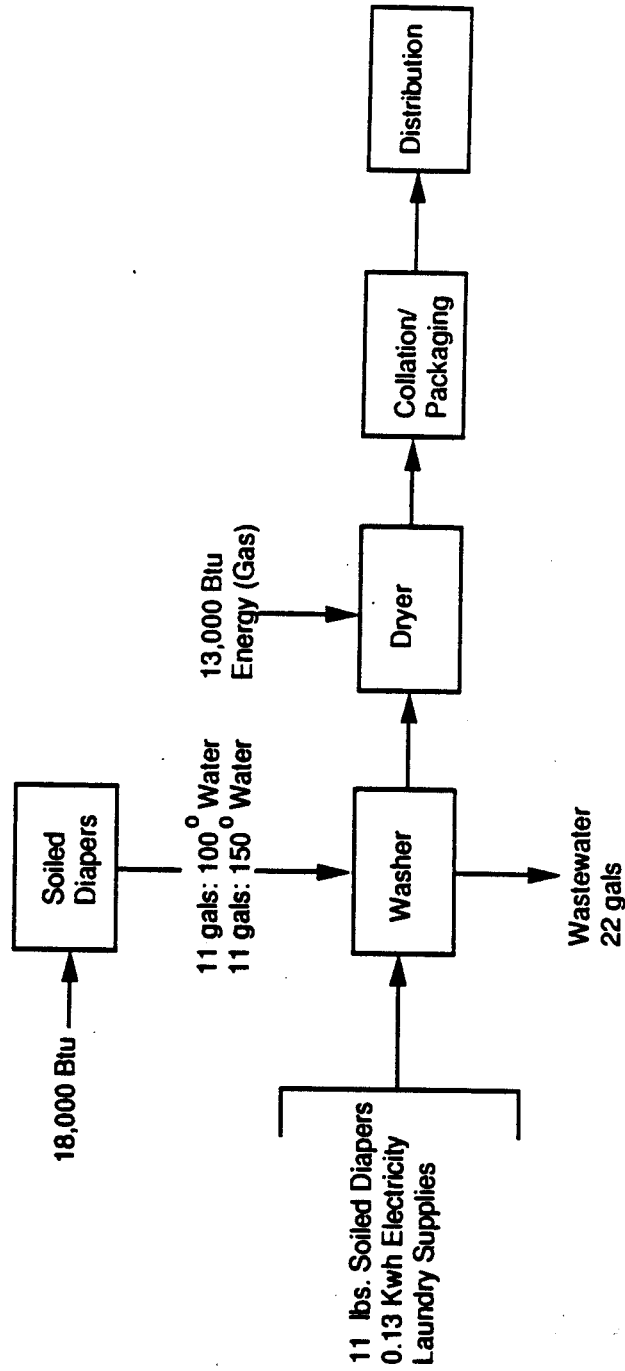 18,000 Btu
Soiled
Diapers
11 gals: 100° Water
11 gals: 150° Water
13,000 Btu
Energy (Gas)
11 lbs. Soiled Diapers
0.13 Kwh Electricity
Laundry Supplies
Washer
Dryer
Collation/
Packaging
Distribution
Wastewater
22 gals